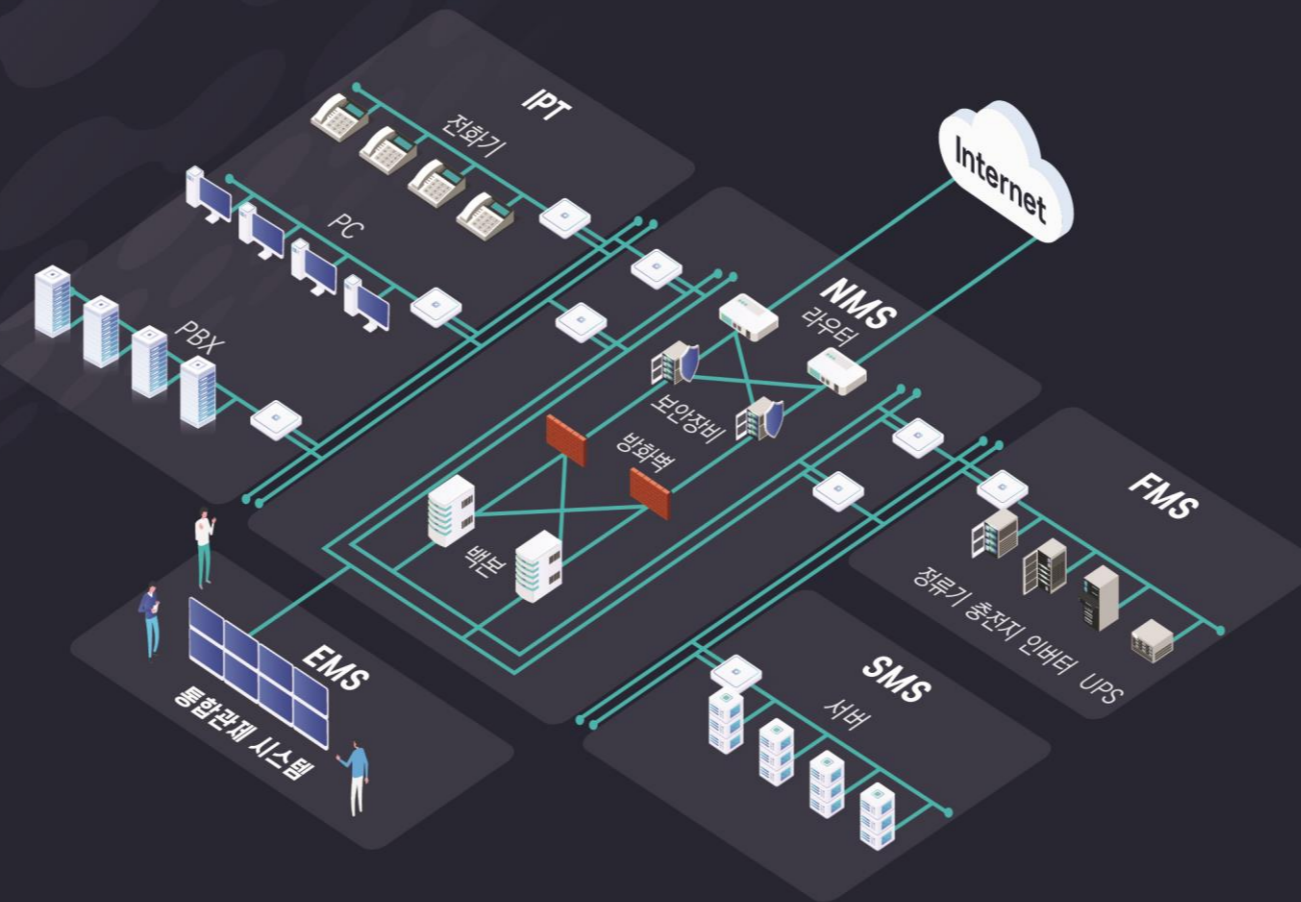 IPT
전화기
PC
PBX
Internet
NMS
라우터
보안장비
방화벽
백본
FMS
정류기 충전지 인버터 UPS
EMS
통합관제 시스템
SMS
서버